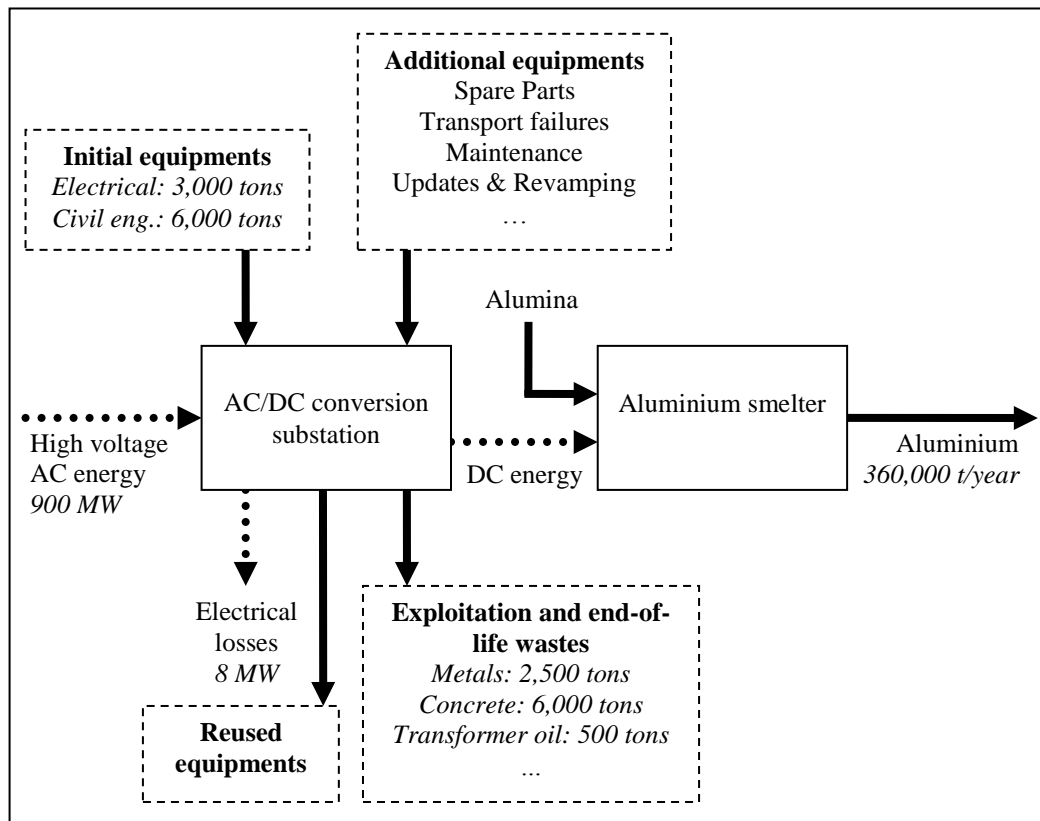 Additional equipments
Spare Parts
Transport failures
Maintenance
Updates & Revamping
…
Initial equipments
Electrical: 3,000 tons
Civil eng.: 6,000 tons
Alumina
AC/DC conversion
substation
Aluminium smelter
High voltage
AC energy
900 MW
DC energy
Aluminium
360,000 t/year
Electrical
losses
8 MW
Exploitation and end-of-
life wastes
Metals: 2,500 tons
Concrete: 6,000 tons
Transformer oil: 500 tons
...
Reused
equipments